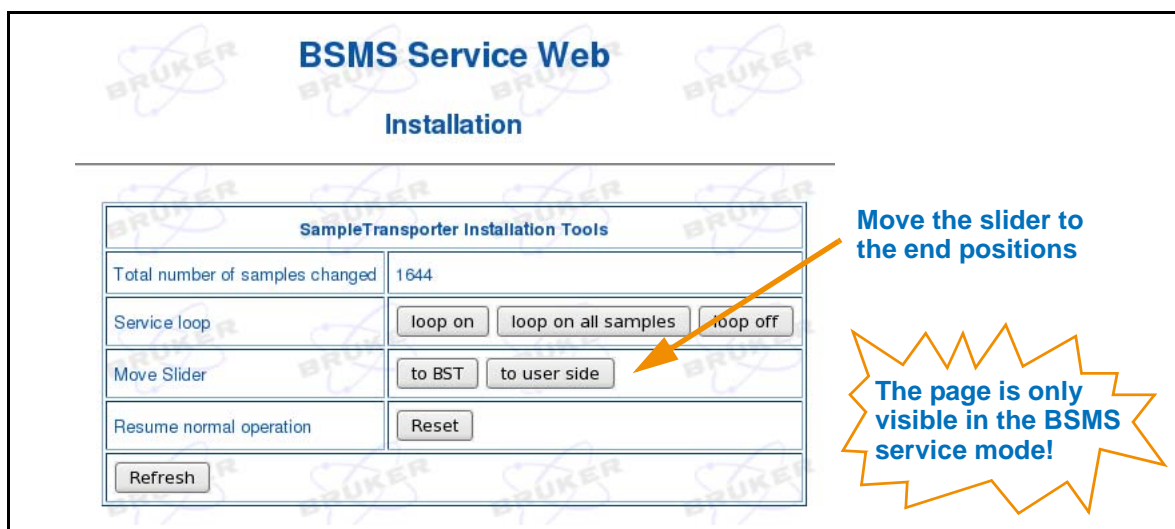 BSMS Service Web
Installation
SampleTransporter Installation Tools
Total number of samples changed 1644
Service loop loop on loop on all samples loop off
Move Slider to BST to user side
Resume normal operation Reset
Refresh
Move the slider to
the end positions
The page is only
visible in the BSMS
service mode!
BRUKER